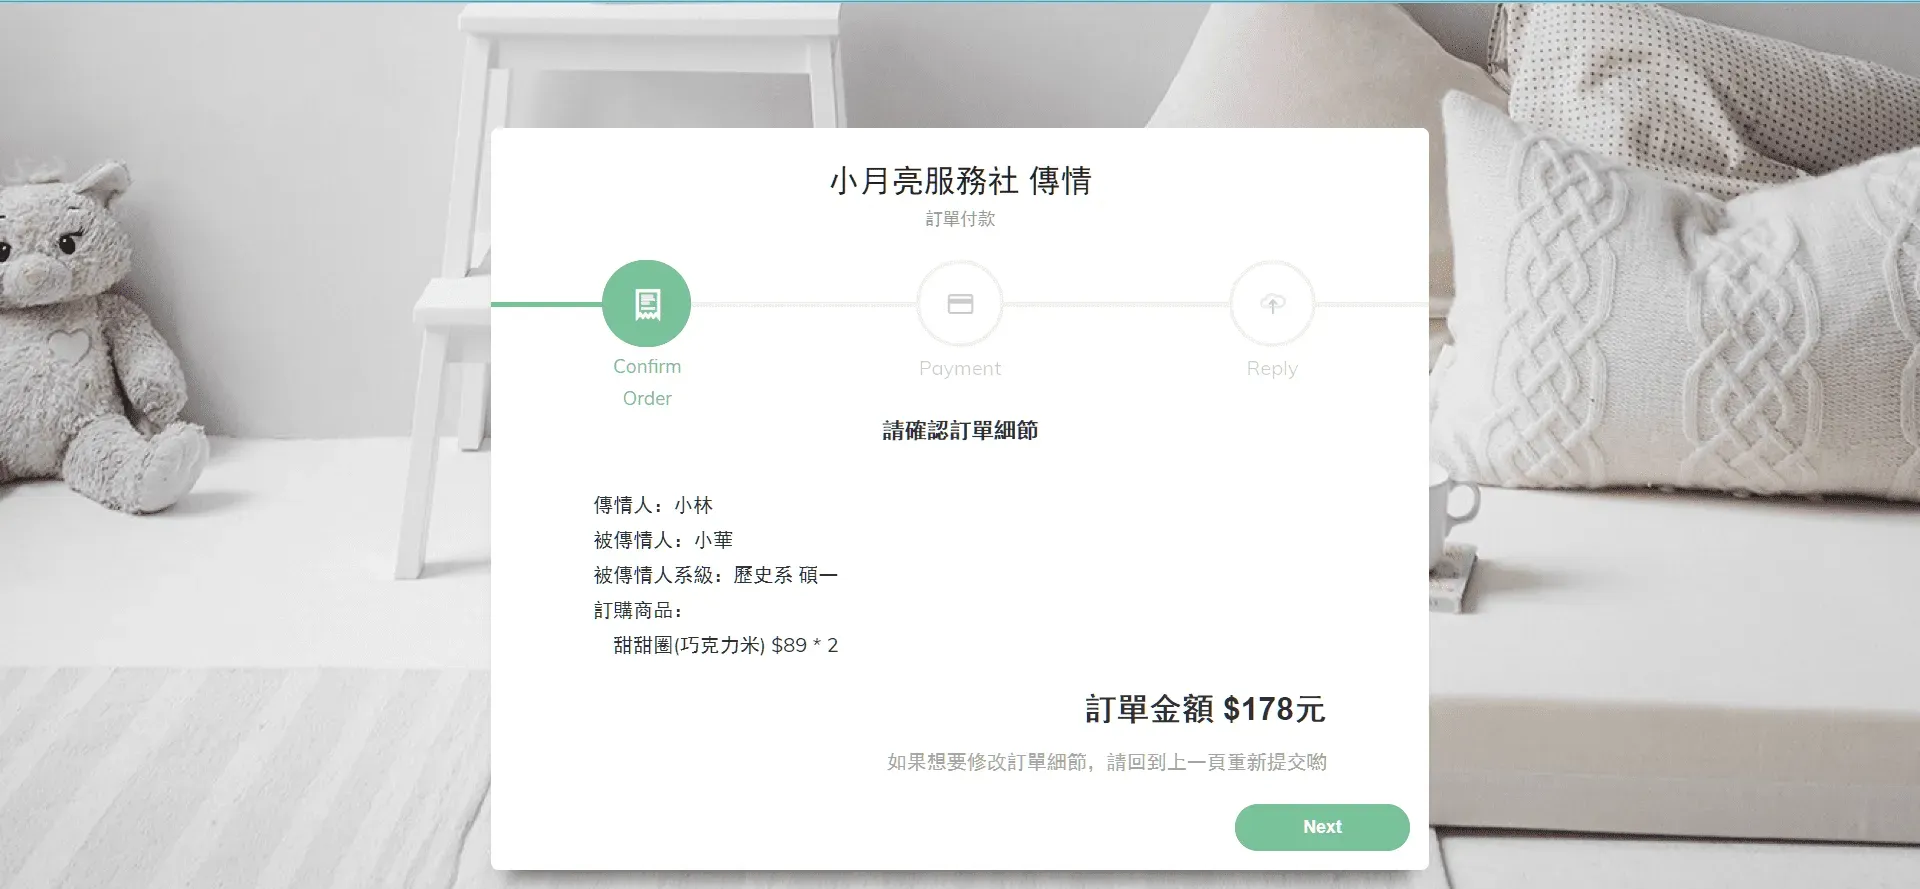 小月亮服務社 傳情
訂單付款
Confirm
Order
Payment
Reply
請確認訂單細節
傳情人：小林
被傳情人：小華
被傳情人系級：歷史系 碩一
訂購商品：
甜甜圈(巧克力米) $89 * 2
訂單金額 $178元
如果想要修改訂單細節，請回到上一頁重新提交喲
Next